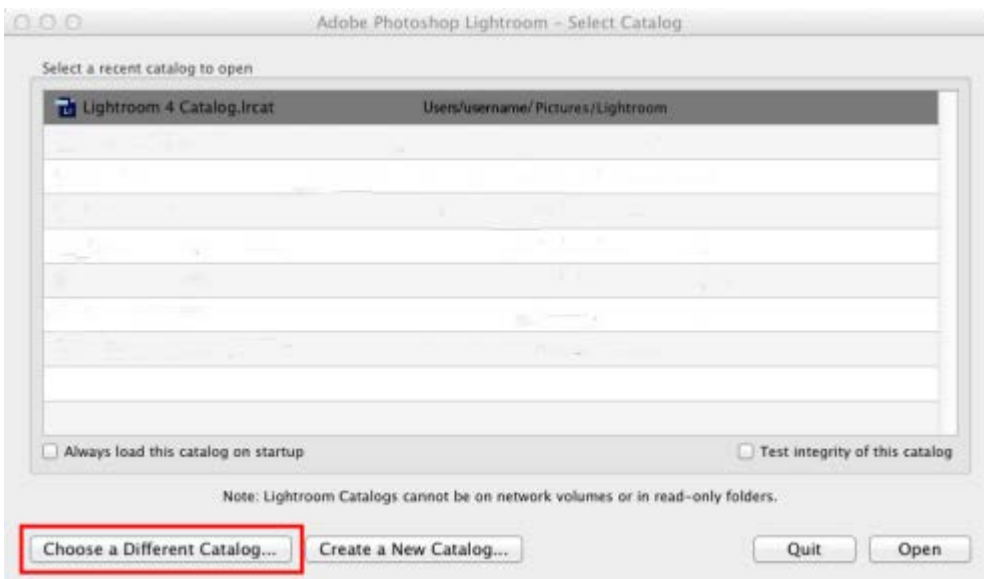 Adobe Photoshop Lightroom - Select Catalog
Select a recent catalog to open
Lightroom 4 Catalog.lrcat Users/username/Pictures/Lightroom
Always load this catalog on startup Test integrity of this catalog
Note: Lightroom Catalogs cannot be on network volumes or in read-only folders.
Choose a Different Catalog... Create a New Catalog... Quit Open